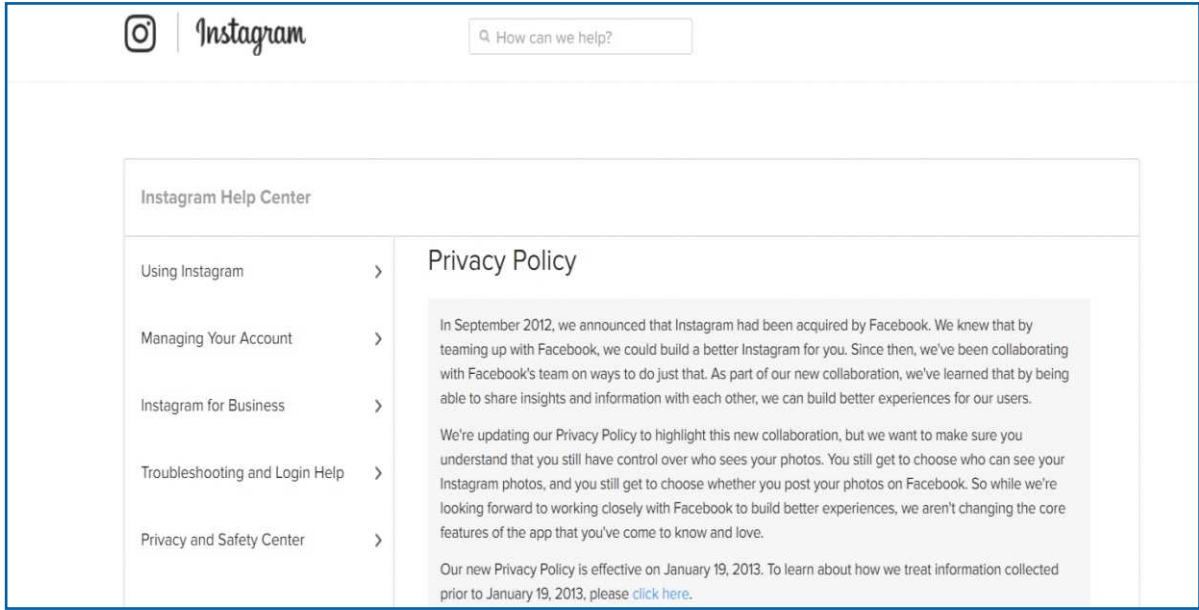 Instagram
How can we help?
Instagram Help Center
Using Instagram
Managing Your Account
Instagram for Business
Troubleshooting and Login Help
Privacy and Safety Center
Privacy Policy
In September 2012, we announced that Instagram had been acquired by Facebook. We knew that by
teaming up with Facebook, we could build a better Instagram for you. Since then, we've been collaborating
with Facebook's team on ways to do just that. As part of our new collaboration, we've learned that by being
able to share insights and information with each other, we can build better experiences for our users.
We're updating our Privacy Policy to highlight this new collaboration, but we want to make sure you
understand that you still have control over who sees your photos. You still get to choose who can see your
Instagram photos, and you still get to choose whether you post your photos on Facebook. So while we're
looking forward to working closely with Facebook to build better experiences, we aren't changing the core
features of the app that you've come to know and love.
Our new Privacy Policy is effective on January 19, 2013. To learn about how we treat information collected
prior to January 19, 2013, please click here.